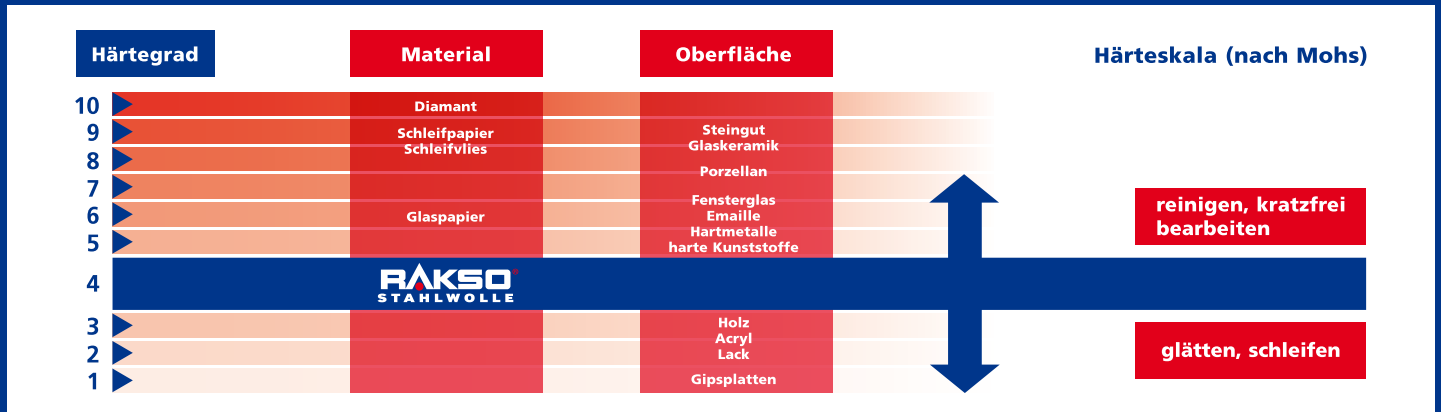 Härtegrad
Material
Oberfläche
Härteskala (nach Mohs)
10
Diamant
9
Schleifpapier
Steingut
Schleifvlies
Glaskeramik
8
Porzellan
7
Fensterglas
6
Glaspapier
Emaille
Hartmetalle
5
harte Kunststoffe
reinigen, kratzfrei
bearbeiten
4
RAKSO®
STAHLWOLLE
3
Holz
Acryl
2
Lack
1
Gipsplatten
glätten, schleifen